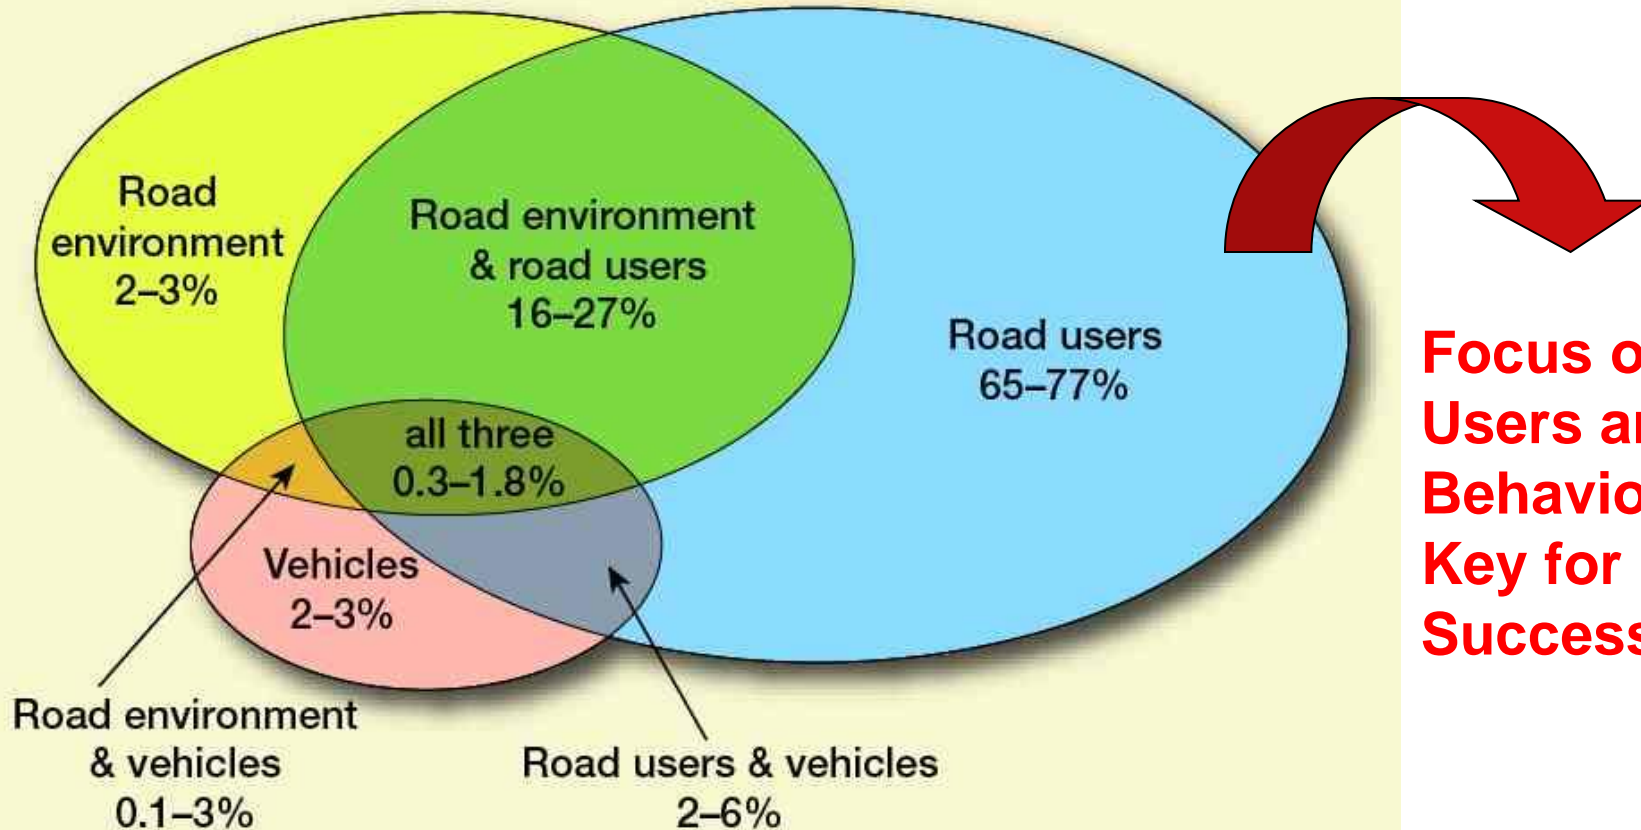 Road
environment
2–3%
Road environment
& road users
16–27%
Road users
65–77%
all three
0.3–1.8%
Vehicles
2–3%
Road environment
& vehicles
0.1–3%
Road users & vehicles
2–6%
Focus
Users
Key for
Success